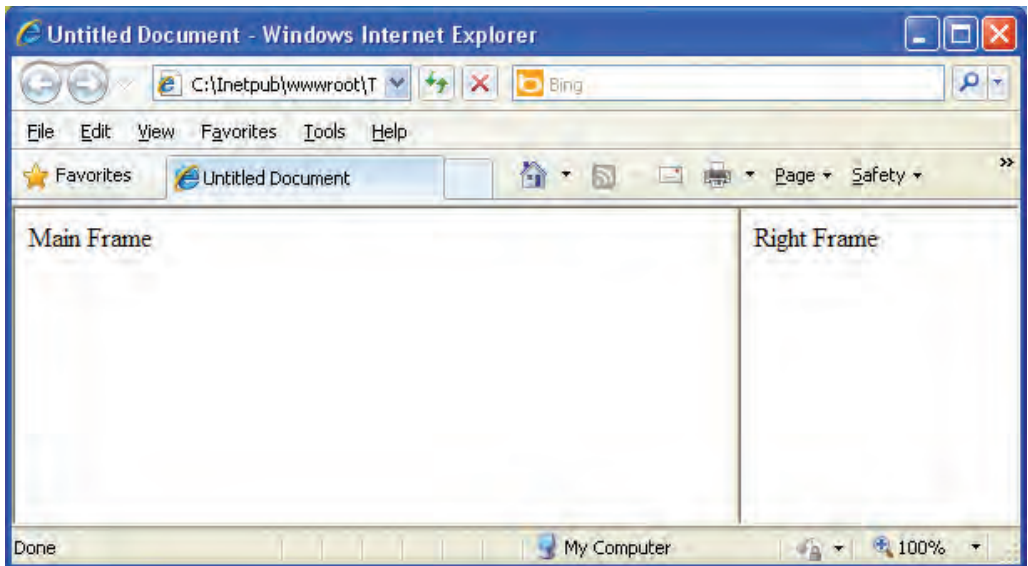 Untitled Document - Windows Internet Explorer
C:\Inetpub\wwwroot\T Bing
File Edit View Favorites Tools Help
Favorites Untitled Document Page Safety »
Main Frame Right Frame
Done My Computer 100%